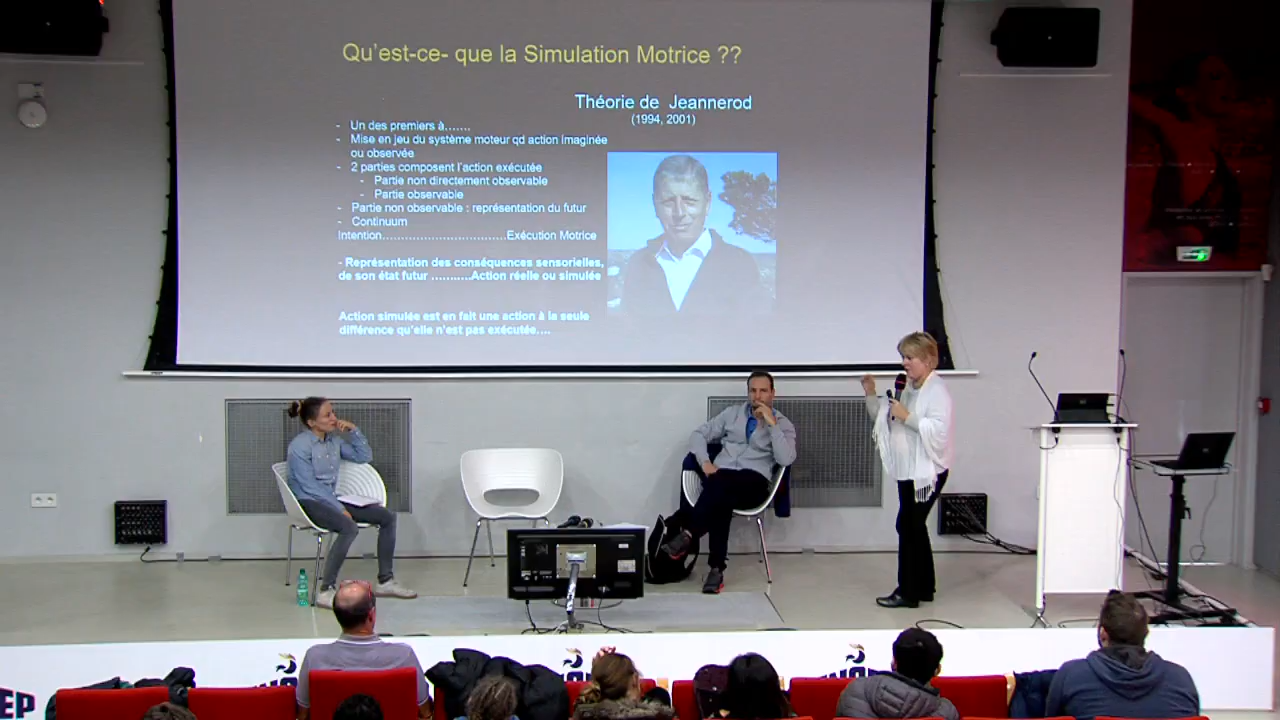 Qu'est-ce- que la Simulation Motrice ??
Théorie de Jeannerod
(1994, 2001)
- Un des premiers à…….
- Mise en jeu du système moteur qd action imaginée
ou observée
- 2 parties composent l'action exécutée
- Partie non directement observable
- Partie observable
- Partie non observable : représentation du futur
- Continuum
Intention……………………………Exécution Motrice
- Représentation des conséquences sensorielles,
de son état futur ………..Action réelle ou simulée
Action simulée est en fait une action à la seule
différence qu'elle n'est pas exécutée….